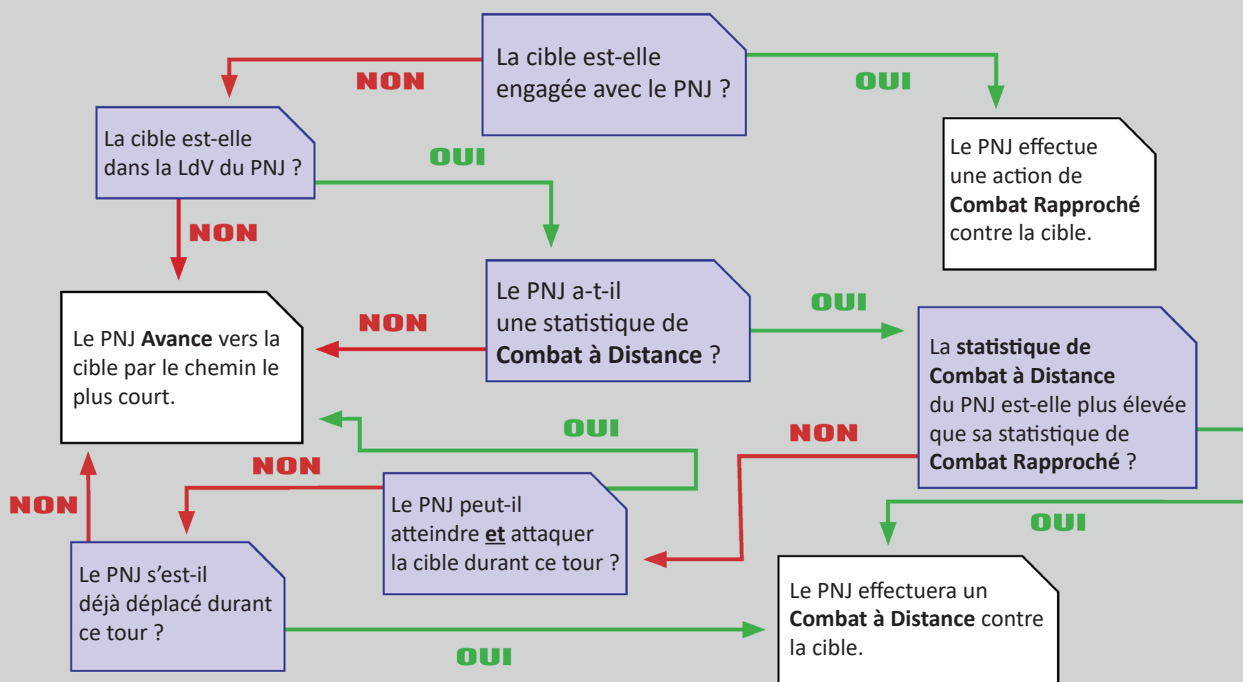 La cible est-elle
engagée avec le PNJ ?
NON
OUI
La cible est-elle
dans la LdV du PNJ ?
OUI
Le PNJ effectue
une action de
Combat Rapproché
contre la cible.
NON
Le PNJ a-t-il
une statistique de
Combat à Distance ?
OUI
NON
Le PNJ Avance vers la
cible par le chemin le
plus court.
La statistique de
Combat à Distance
du PNJ est-elle plus élevée
que sa statistique de
Combat Rapproché ?
OUI
NON
NON
NON
Le PNJ peut-il
atteindre et attaquer
la cible durant ce tour ?
OUI
Le PNJ s'est-il
déjà déplacé durant
ce tour ?
Le PNJ effectuera un
Combat à Distance contre
la cible.
OUI